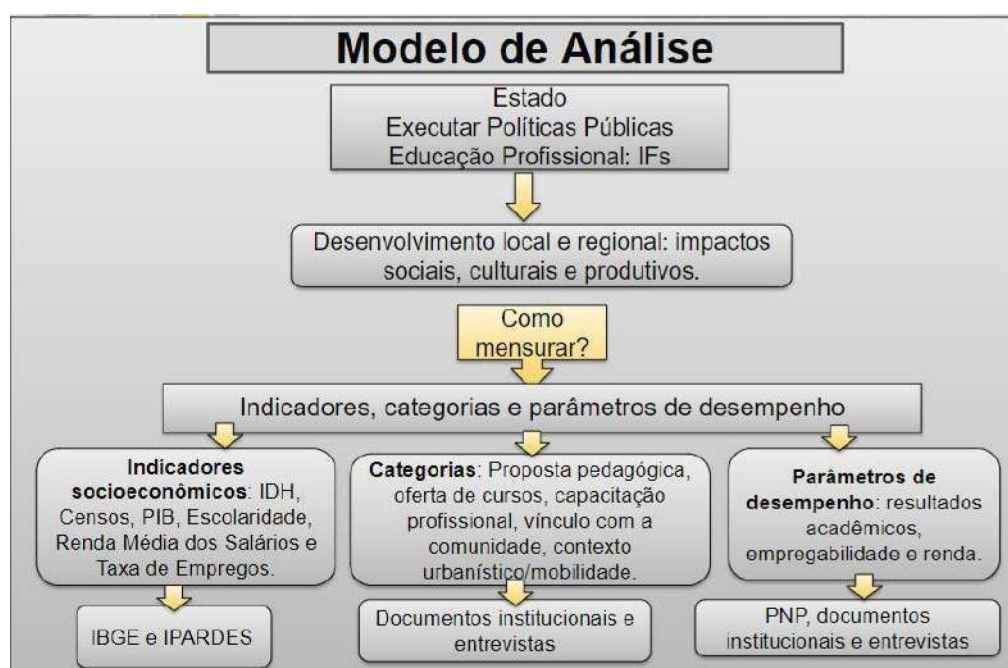 Modelo de Análise
Estado
Executar Políticas Públicas
Educação Profissional: IFs
Desenvolvimento local e regional: impactos
sociais, culturais e produtivos.
Como
mensurar?
Indicadores, categorias e parâmetros de desempenho
Indicadores
socioeconômicos: IDH,
Censos, PIB, Escolaridade,
Renda Média dos Salários e
Taxa de Empregos.
IBGE e IPARDES
Categorias: Proposta pedagógica,
oferta de cursos, capacitação
profissional, vínculo com a
comunidade, contexto
urbanístico/mobilidade.
Documentos institucionais e
entrevistas
Parâmetros de
desempenho: resultados
acadêmicos,
empregabilidade e renda.
PNP, documentos
institucionais e entrevistas